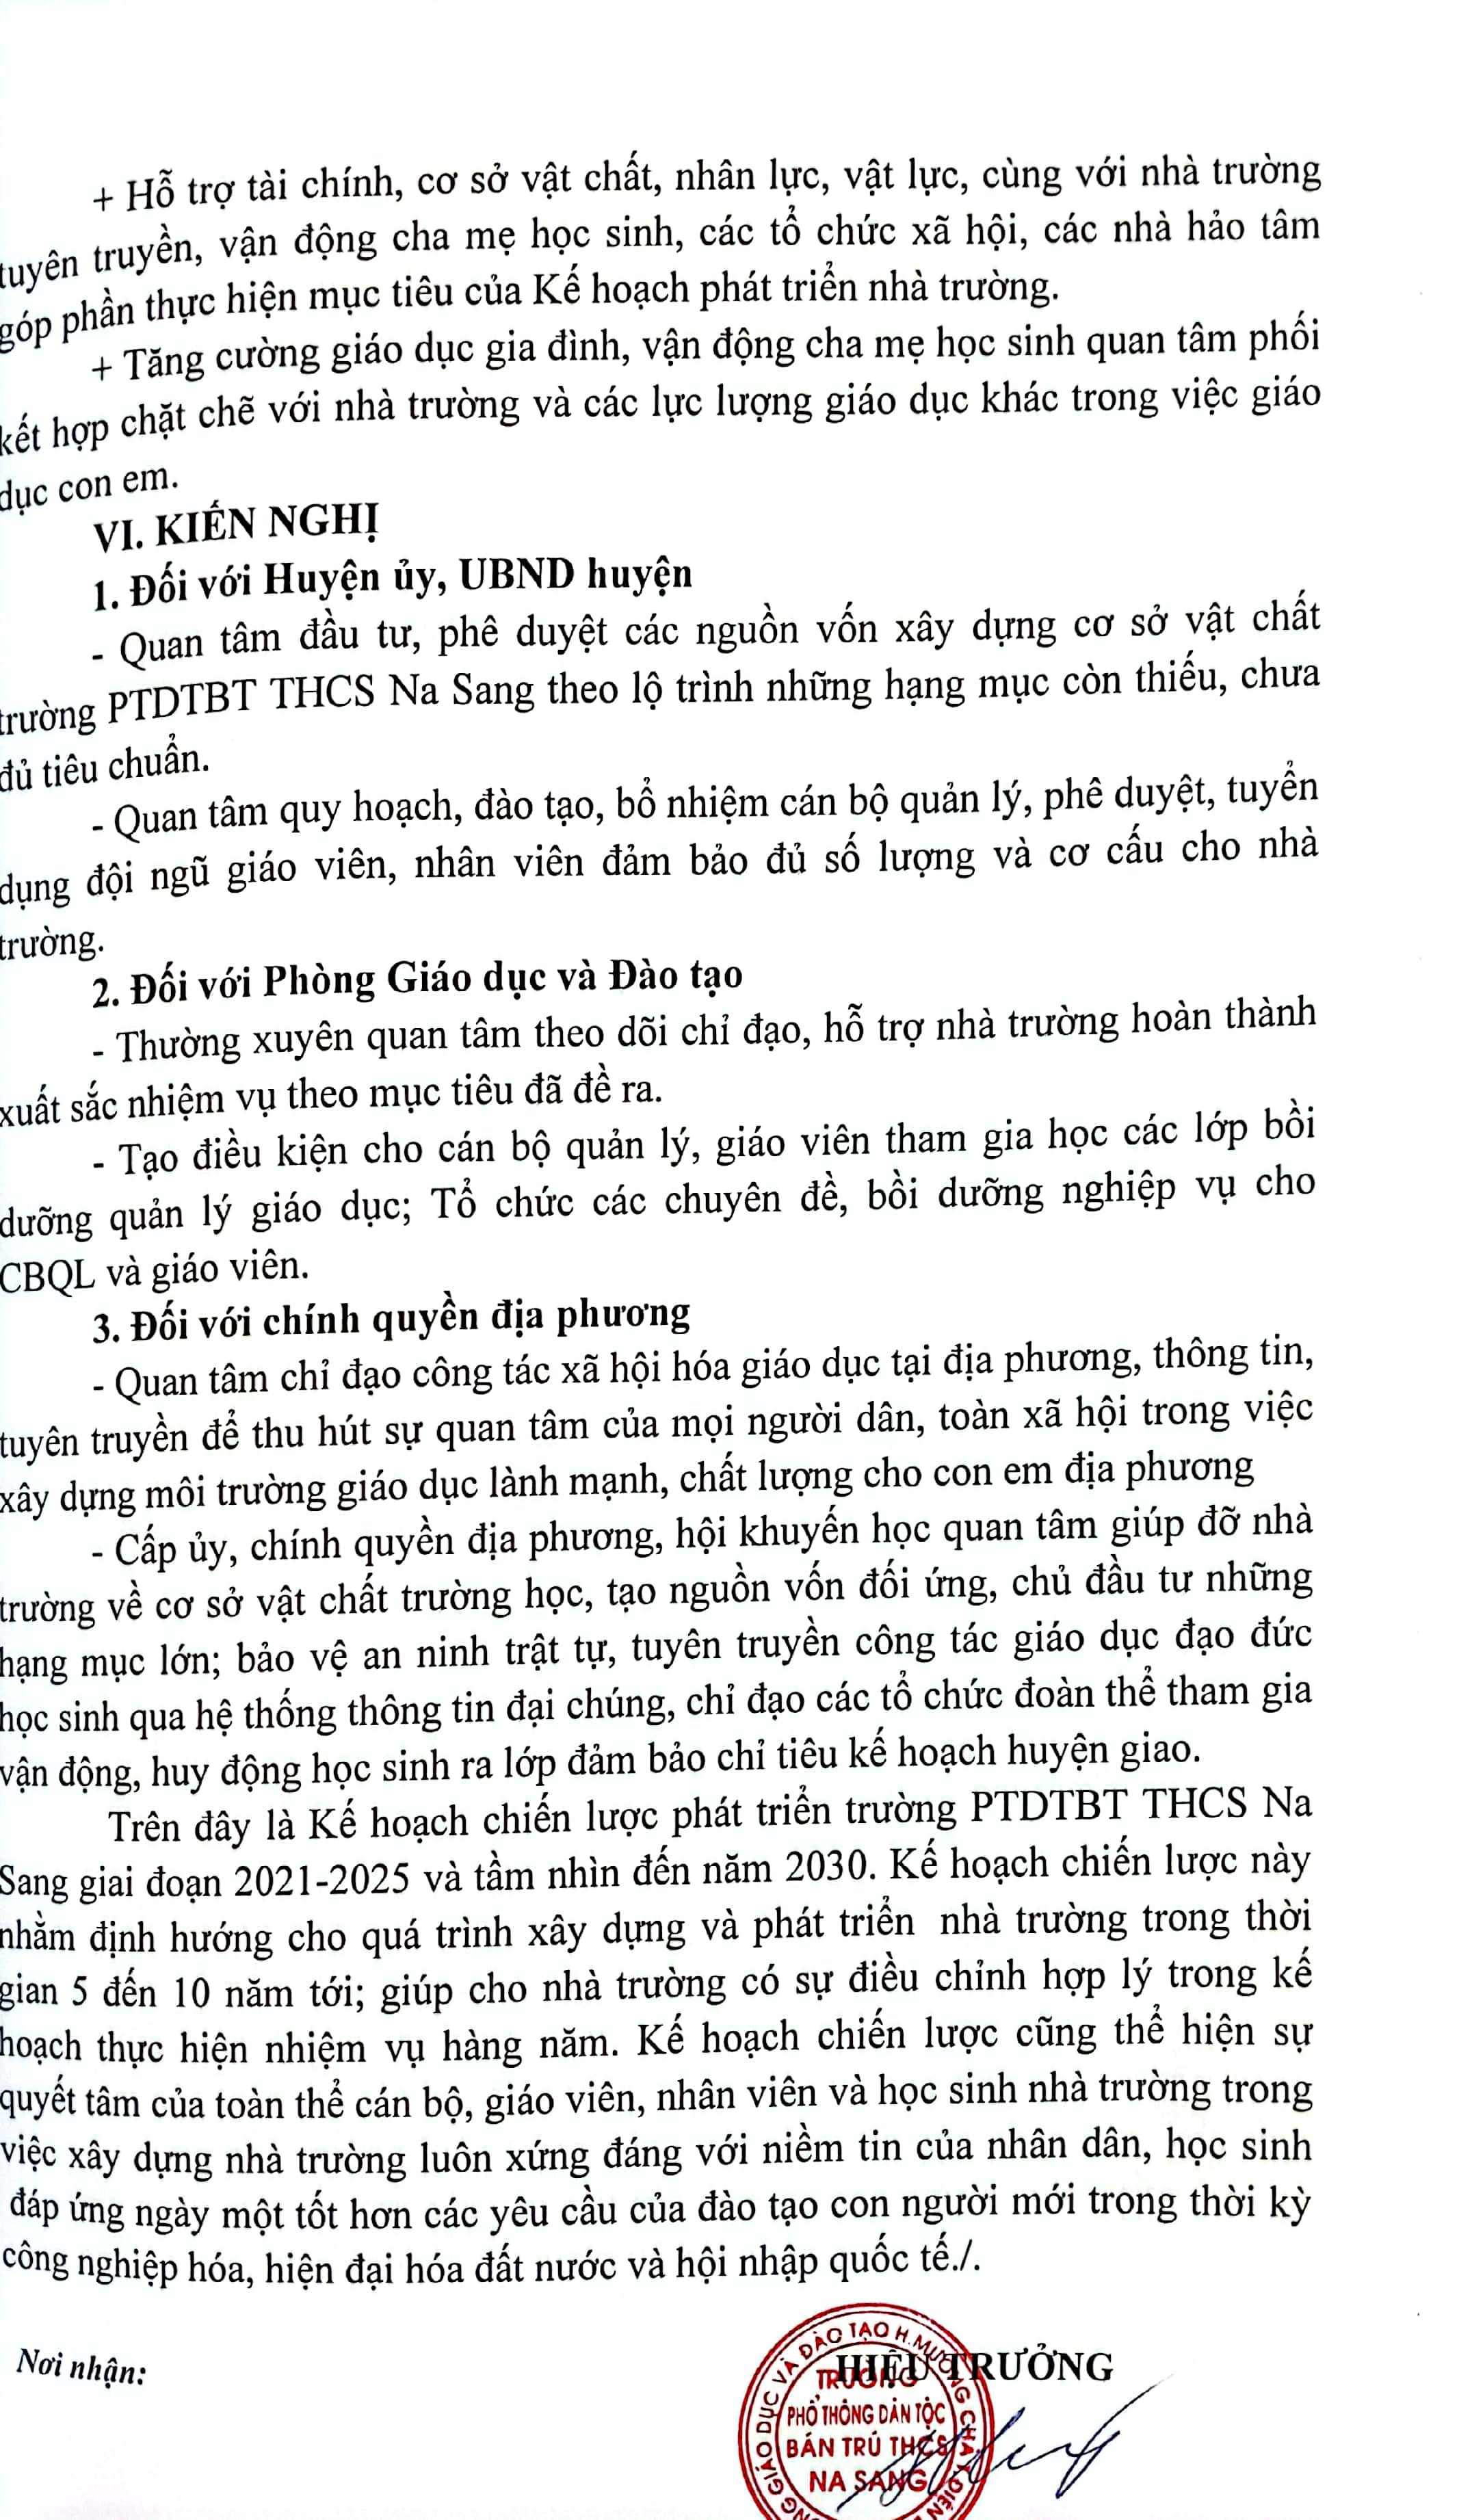 + Hỗ trợ tài chính, cơ sở vật chất, nhân lực, vật lực, cùng với nhà trường
tuyên truyền, vận động cha mẹ học sinh, các tổ chức xã hội, các nhà hảo tâm
góp phần thực hiện mục tiêu của Kế hoạch phát triển nhà trường.
+ Tăng cường giáo dục gia đình, vận động cha mẹ học sinh quan tâm phối
kết hợp chặt chẽ với nhà trường và các lực lượng giáo dục khác trong việc giáo
dục con em.
VI. KIẾN NGHỊ
1. Đối với Huyện ủy, UBND huyện
- Quan tâm đầu tư, phê duyệt các nguồn vốn xây dựng cơ sở vật chất
trường PTDTBT THCS Na Sang theo lộ trình những hạng mục còn thiếu, chưa
đủ tiêu chuẩn.
- Quan tâm quy hoạch, đào tạo, bổ nhiệm cán bộ quản lý, phê duyệt, tuyển
dụng đội ngũ giáo viên, nhân viên đảm bảo đủ số lượng và cơ cấu cho nhà
trường.
2. Đối với Phòng Giáo dục và Đào tạo
- Thường xuyên quan tâm theo dõi chỉ đạo, hỗ trợ nhà trường hoàn thành
xuất sắc nhiệm vụ theo mục tiêu đã đề ra.
- Tạo điều kiện cho cán bộ quản lý, giáo viên tham gia học các lớp bồi
dưỡng quản lý giáo dục; Tổ chức các chuyên đề, bồi dưỡng nghiệp vụ cho
CBQL và giáo viên.
3. Đối với chính quyền địa phương
- Quan tâm chỉ đạo công tác xã hội hóa giáo dục tại địa phương, thông tin,
tuyên truyền để thu hút sự quan tâm của mọi người dân, toàn xã hội trong việc
xây dựng môi trường giáo dục lành mạnh, chất lượng cho con em địa phương
- Cấp ủy, chính quyền địa phương, hội khuyến học quan tâm giúp đỡ nhà
trường về cơ sở vật chất trường học, tạo nguồn vốn đối ứng, chủ đầu tư những
hạng mục lớn; bảo vệ an ninh trật tự, tuyên truyền công tác giáo dục đạo đức
học sinh qua hệ thống thông tin đại chúng, chỉ đạo các tổ chức đoàn thể tham gia
vận động, huy động học sinh ra lớp đảm bảo chỉ tiêu kế hoạch huyện giao.
Trên đây là Kế hoạch chiến lược phát triển trường PTDTBT THCS Na
Sang giai đoạn 2021-2025 và tầm nhìn đến năm 2030. Kế hoạch chiến lược này
nhằm định hướng cho quá trình xây dựng và phát triển nhà trường trong thời
gian 5 đến 10 năm tới; giúp cho nhà trường có sự điều chỉnh hợp lý trong kế
hoạch thực hiện nhiệm vụ hàng năm. Kế hoạch chiến lược cũng thể hiện sự
quyết tâm của toàn thể cán bộ, giáo viên, nhân viên và học sinh nhà trường trong
việc xây dựng nhà trường luôn xứng đáng với niềm tin của nhân dân, học sinh
đáp ứng ngày một tốt hơn các yêu cầu của đào tạo con người mới trong thời kỳ
công nghiệp hóa, hiện đại hóa đất nước và hội nhập quốc tế./.
Nơi nhận:
HIỆU TRƯỞNG
GIÁO DỤC VÀ ĐÀO TẠO H. MƯỜNG CHÀ
TRƯỜNG
PHỔ THÔNG DÂN TỘC
BÁN TRÚ THCS
NA SANG